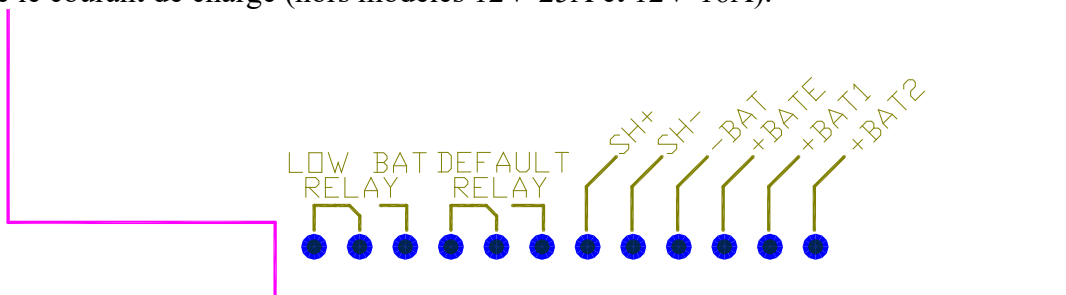 le courant de charge (hors modèles 12V-25A et 12V-16A).
LOW BAT
RELAY
DEFAULT
RELAY
SH+
SH-
-BAT
+BATE
+BAT1
+BAT2